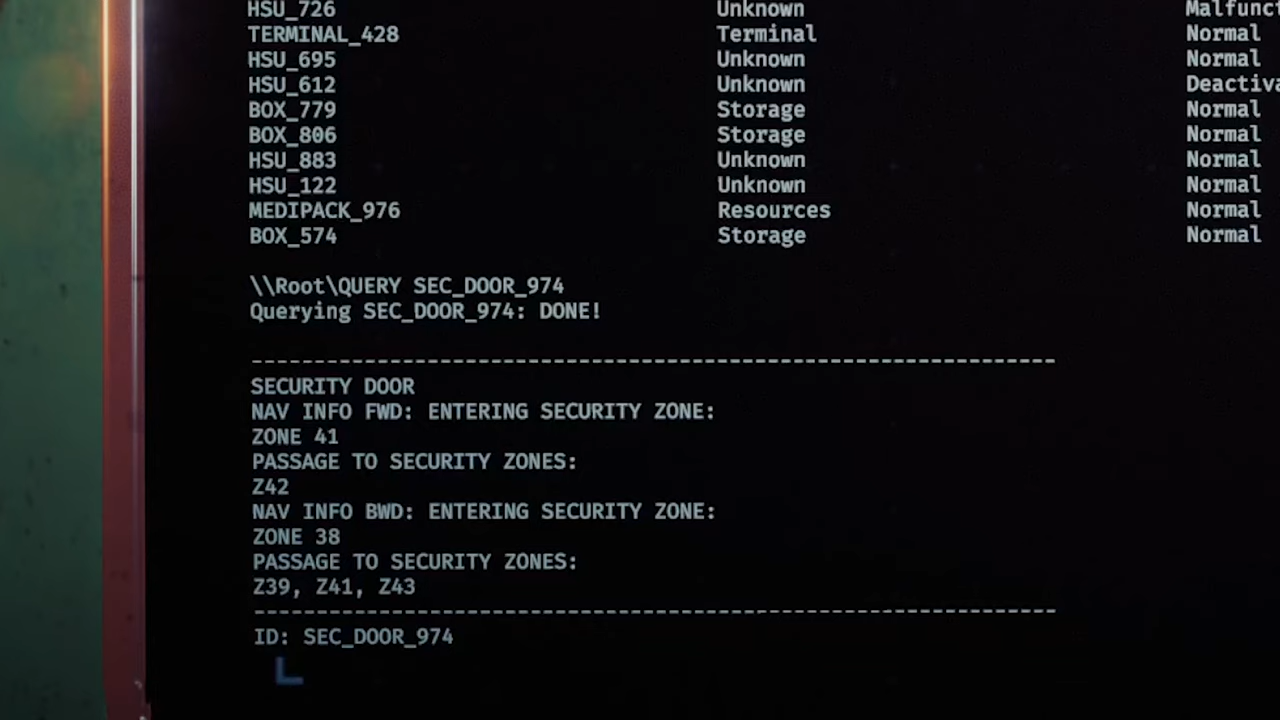 HSU_726 Unknown Malfunct
TERMINAL_428 Terminal Normal
HSU_695 Unknown Normal
HSU_612 Unknown Deactiva
BOX_779 Storage Normal
BOX_806 Storage Normal
HSU_883 Unknown Normal
HSU_122 Unknown Normal
MEDIPACK_976 Resources Normal
BOX_574 Storage Normal
\\Root\QUERY SEC_DOOR_974
Querying SEC_DOOR_974: DONE!
----------------------------------------------------------------
SECURITY DOOR
NAV INFO FWD: ENTERING SECURITY ZONE:
ZONE 41
PASSAGE TO SECURITY ZONES:
Z42
NAV INFO BWD: ENTERING SECURITY ZONE:
ZONE 38
PASSAGE TO SECURITY ZONES:
Z39, Z41, Z43
----------------------------------------------------------------
ID: SEC_DOOR_974